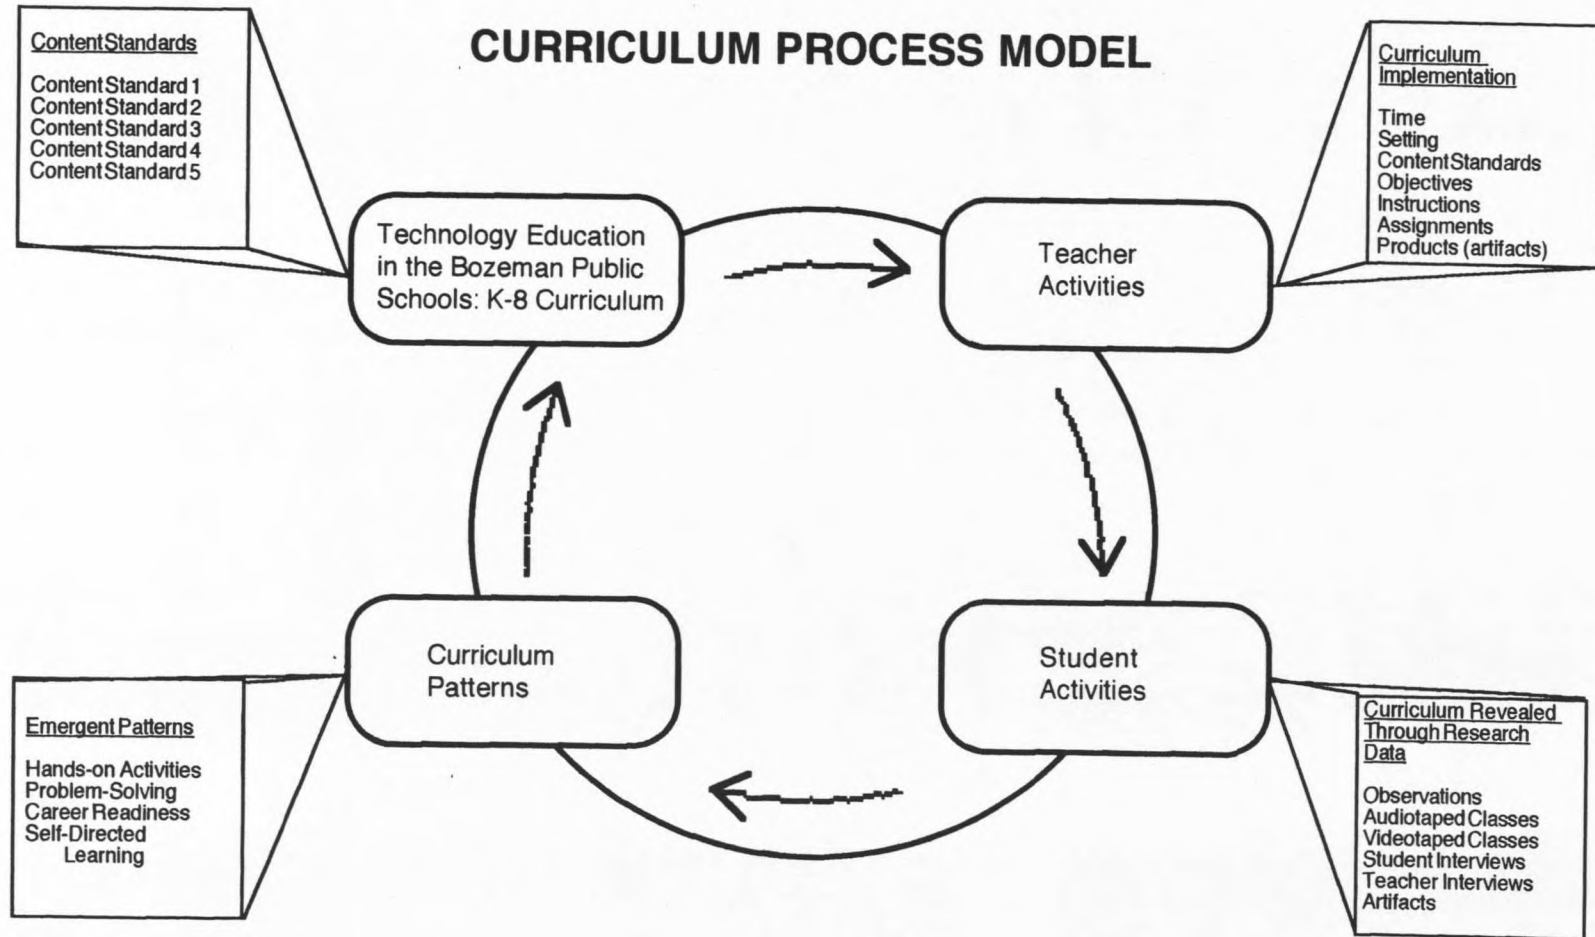 CURRICULUM PROCESS MODEL
Content Standards
Content Standard 1
Content Standard 2
Content Standard 3
Content Standard 4
Content Standard 5
Technology Education
in the Bozeman Public
Schools: K-8 Curriculum
Teacher
Activities
Curriculum
Implementation
Time
Setting
Content Standards
Objectives
Instructions
Assignments
Products (artifacts)
Student
Activities
Curriculum Revealed
Through Research
Data
Observations
Audiotaped Classes
Videotaped Classes
Student Interviews
Teacher Interviews
Artifacts
Curriculum
Patterns
Emergent Patterns
Hands-on Activities
Problem-Solving
Career Readiness
Self-Directed
Learning